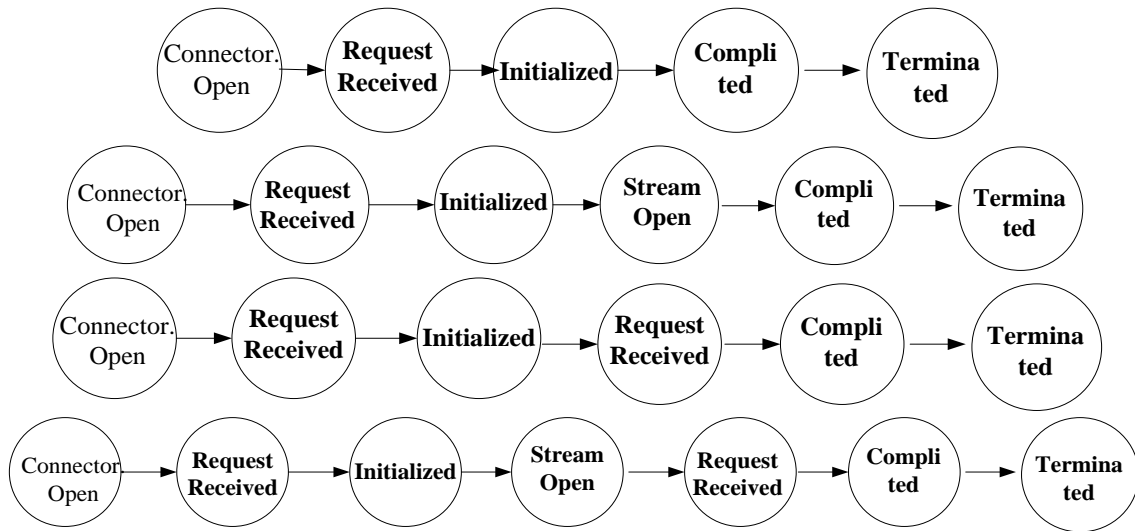 Connector.
Open
Request
Received
Initialized
Compli
ted
Termina
ted
Connector.
Open
Request
Received
Initialized
Stream
Open
Compli
ted
Termina
ted
Connector.
Open
Request
Received
Initialized
Request
Received
Compli
ted
Termina
ted
Connector.
Open
Request
Received
Initialized
Stream
Open
Request
Received
Compli
ted
Termina
ted